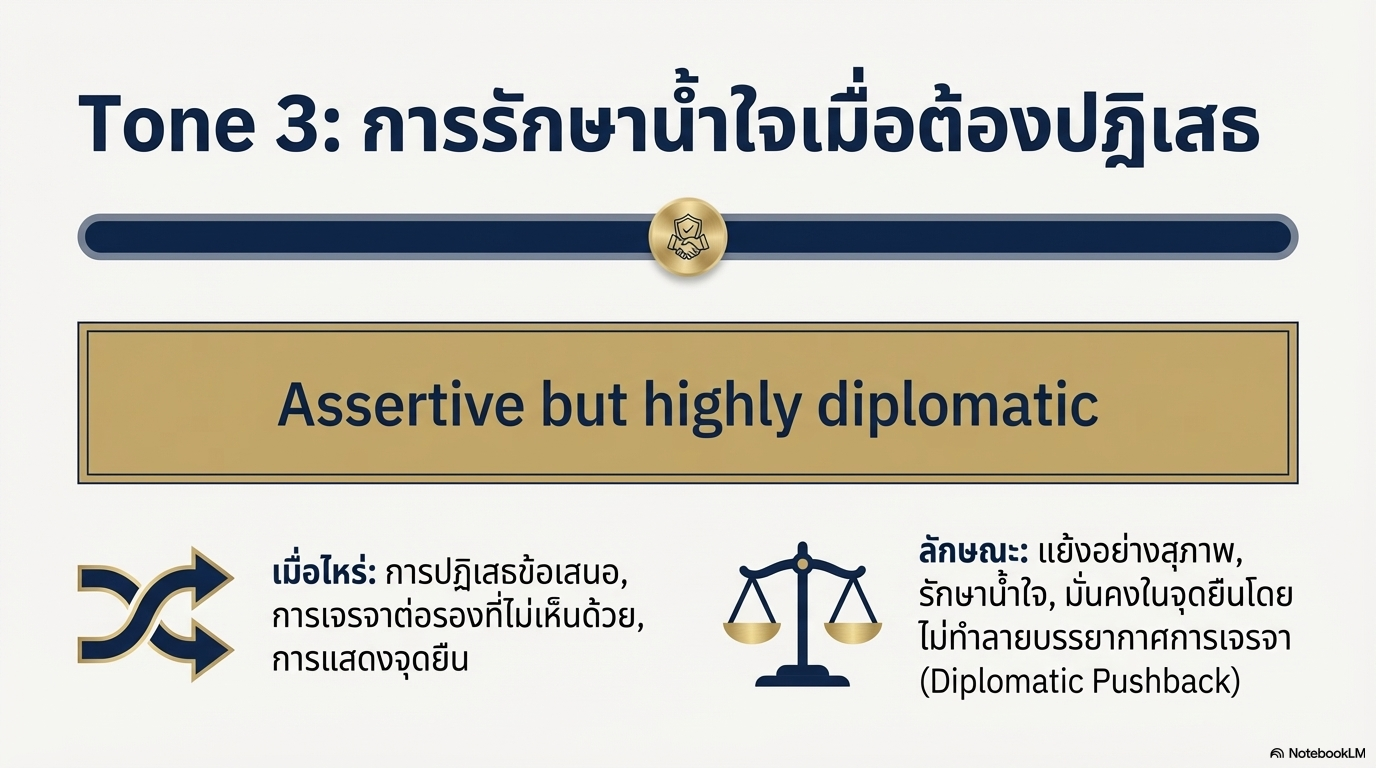 Tone 3: การรักษาน้ำใจเมื่อต้องปฎิเสธ
Assertive but highly diplomatic
เมื่อไหร่: การปฏิเสธข้อเสนอ,
การเจรจาต่อรองที่ไม่เห็นด้วย,
การแสดงจุดยืน
ลักษณะ: แย้งอย่างสุภาพ,
รักษาน้ำใจ, มั่นคงในจุดยืนโดย
ไม่ทำลายบรรยากาศการเจรจา
(Diplomatic Pushback)
NotebookLM